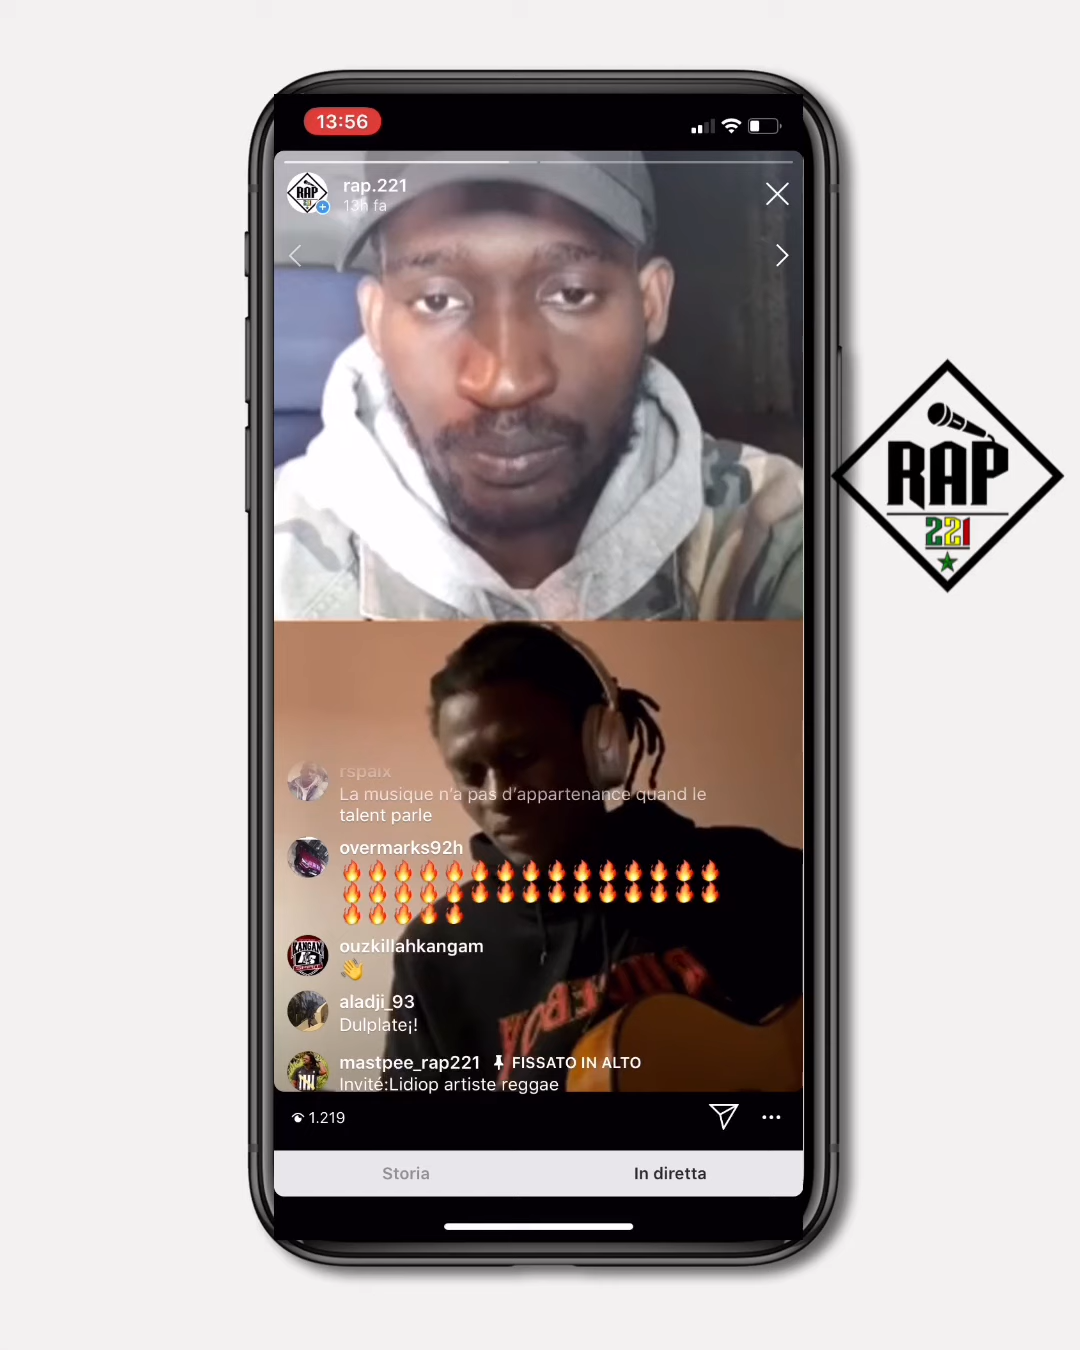 13:56
rap.221
13h fa
rspaix
La musique n'a pas d'appartenance quand le
talent parle
overmarks92h
🔥🔥🔥🔥🔥🔥🔥🔥🔥🔥🔥🔥🔥🔥🔥
🔥🔥🔥🔥🔥🔥🔥🔥🔥🔥🔥🔥🔥🔥🔥
🔥🔥🔥🔥🔥
ouzkillahkangam
👋
aladji_93
Dulplate¡!
mastpee_rap221 📌 FISSATO IN ALTO
Invité:Lidiop artiste reggae
1.219
Storia
In diretta
RAP
221